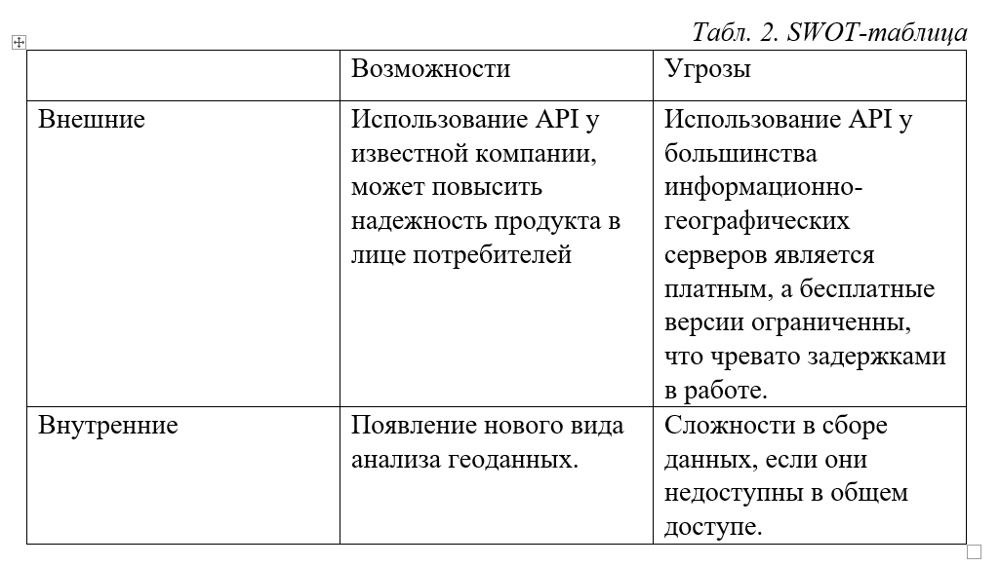 Табл. 2. SWOT-таблица
Возможности
Угрозы
Внешние
Использование API у
известной компании,
может повысить
надежность продукта в
лице потребителей
Использование API у
большинства
информационно-
географических
серверов является
платным, а бесплатные
версии ограниченны,
что чревато задержками
в работе.
Внутренние
Появление нового вида
анализа геоданных.
Сложности в сборе
данных, если они
недоступны в общем
доступе.